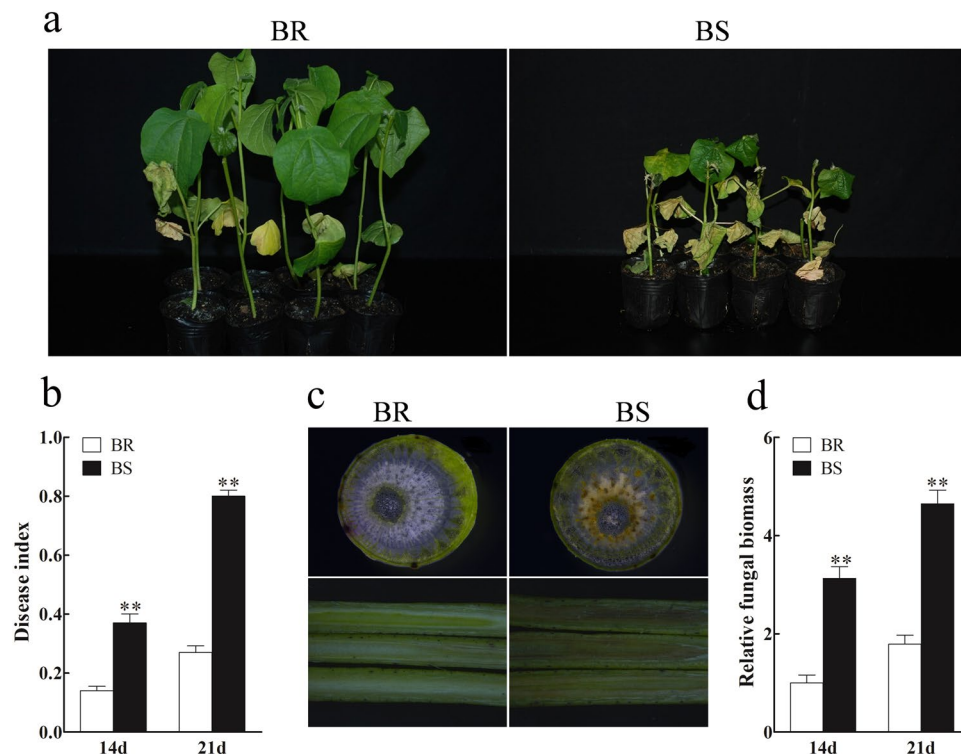 a
BR
BS
b
Disease index
1.0
0.8
0.6
0.4
0.2
0.0
BR
BS
**
**
14d
21d
c
BR
BS
d
Relative fungal biomass
6
4
2
0
BR
BS
**
**
14d
21d